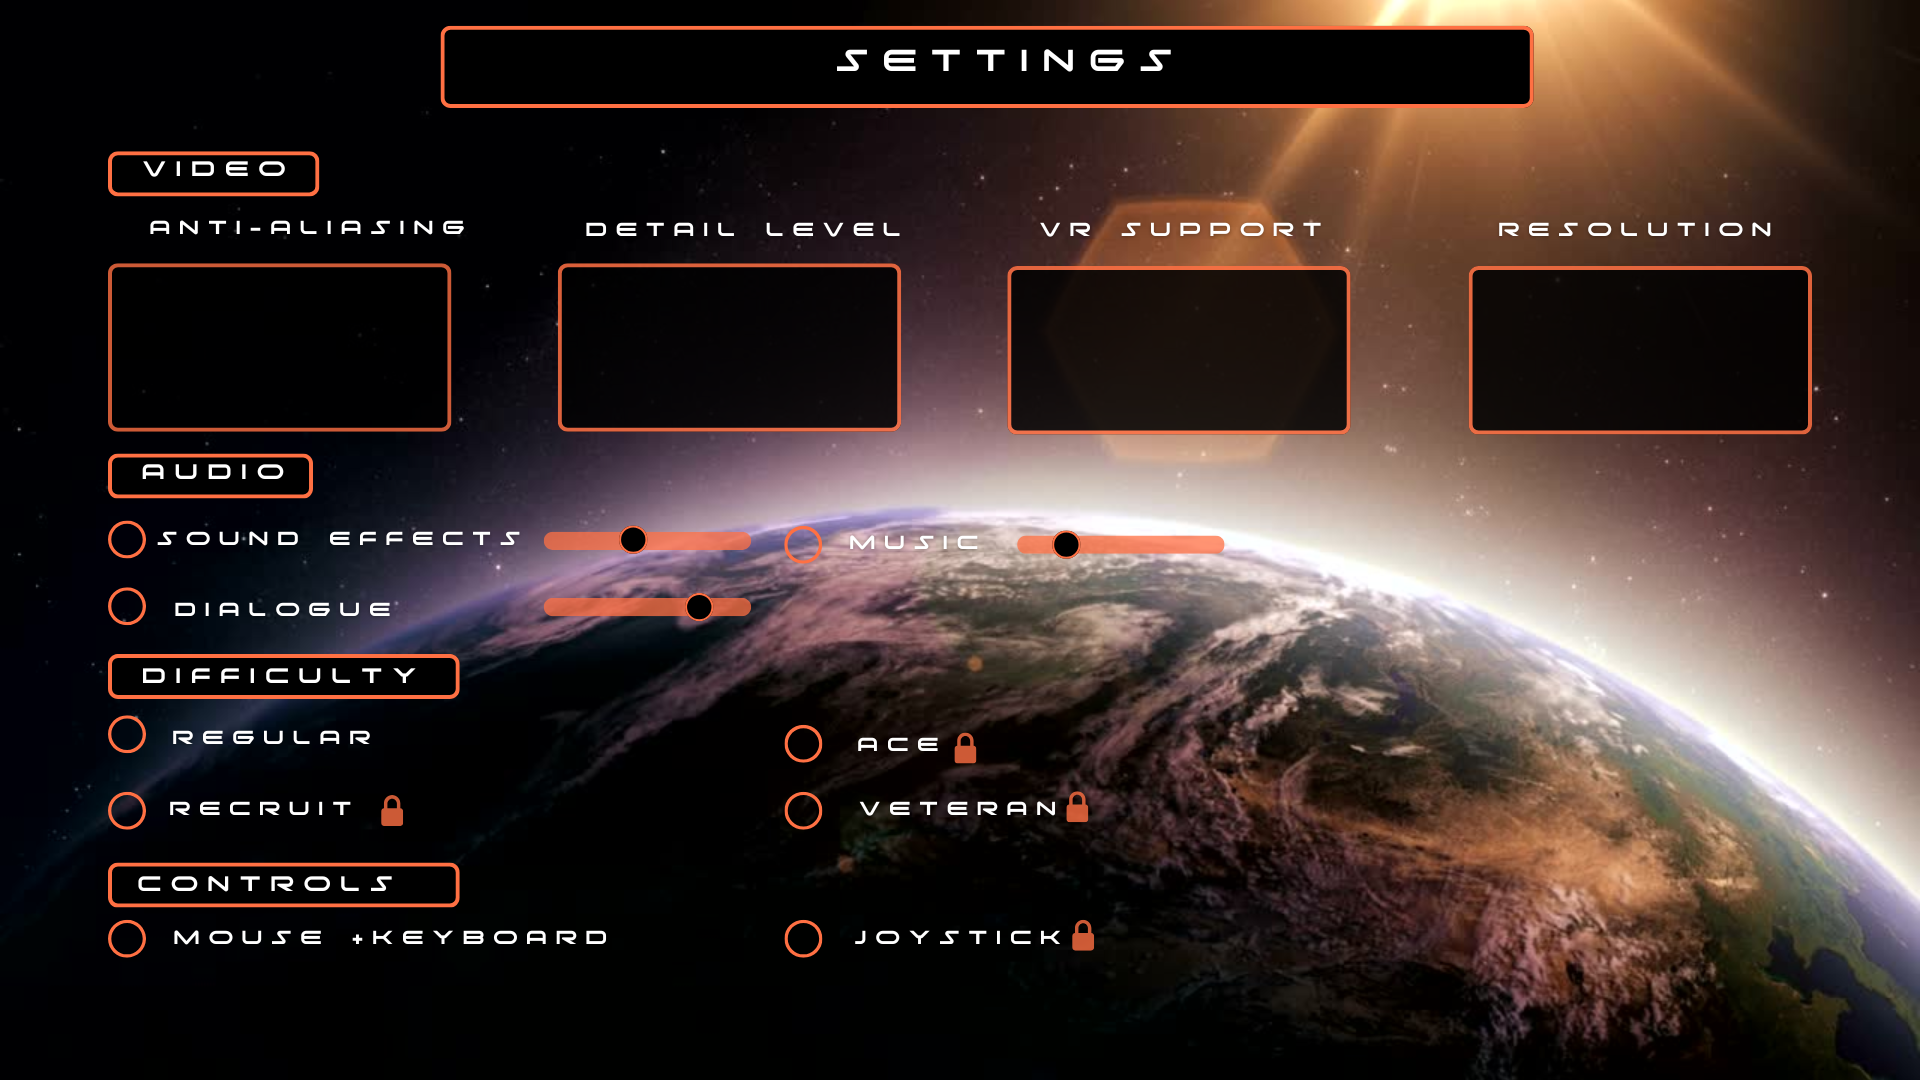 SETTINGS
VIDEO
ANTI-ALIASING
DETAIL LEVEL
VR SUPPORT
RESOLUTION
AUDIO
SOUND EFFECTS
MUSIC
DIALOGUE
DIFFICULTY
REGULAR
ACE
RECRUIT
VETERAN
CONTROLS
MOUSE +KEYBOARD
JOYSTICK